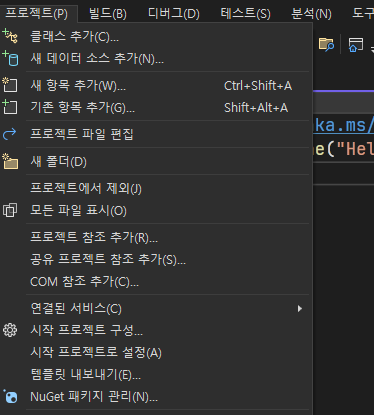 프로젝트(P) 빌드(B) 디버그(D) 테스트(S) 분석(N) 도구
클래스 추가(C)...
새 데이터 소스 추가(N)...
새 항목 추가(W)... Ctrl+Shift+A
기존 항목 추가(G)... Shift+Alt+A
ka.ms/
프로젝트 파일 편집
e("Hel
새 폴더(D)
프로젝트에서 제외(J)
모든 파일 표시(O)
프로젝트 참조 추가(R)...
공유 프로젝트 참조 추가(S)...
COM 참조 추가(C)...
연결된 서비스(C)
시작 프로젝트 구성...
시작 프로젝트로 설정(A)
템플릿 내보내기(E)...
NuGet 패키지 관리(N)...